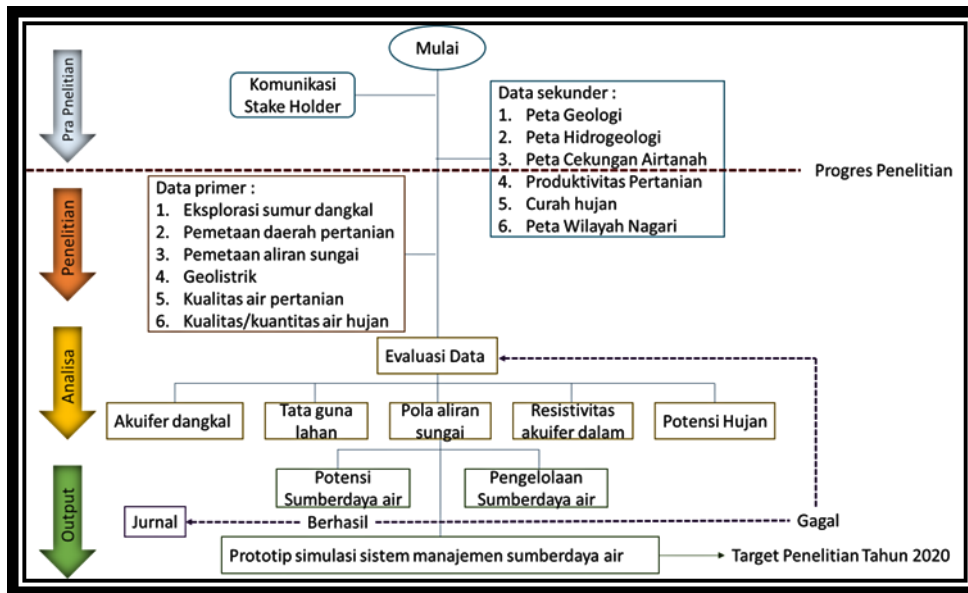 Mulai
Pra Pnelitian
Komunikasi
Stake Holder
Data sekunder :
1. Peta Geologi
2. Peta Hidrogeologi
3. Peta Cekungan Airtanah
4. Produktivitas Pertanian
5. Curah hujan
6. Peta Wilayah Nagari
Progres Penelitian
Penelitian
Data primer :
1. Eksplorasi sumur dangkal
2. Pemetaan daerah pertanian
3. Pemetaan aliran sungai
4. Geolistrik
5. Kualitas air pertanian
6. Kualitas/kuantitas air hujan
Analisa
Evaluasi Data
Akuifer dangkal
Tata guna
lahan
Pola aliran
sungai
Resistivitas
akuifer dalam
Potensi Hujan
Output
Potensi
Sumberdaya air
Pengelolaan
Sumberdaya air
Jurnal
Berhasil
Gagal
Prototip simulasi sistem manajemen sumberdaya air
Target Penelitian Tahun 2020